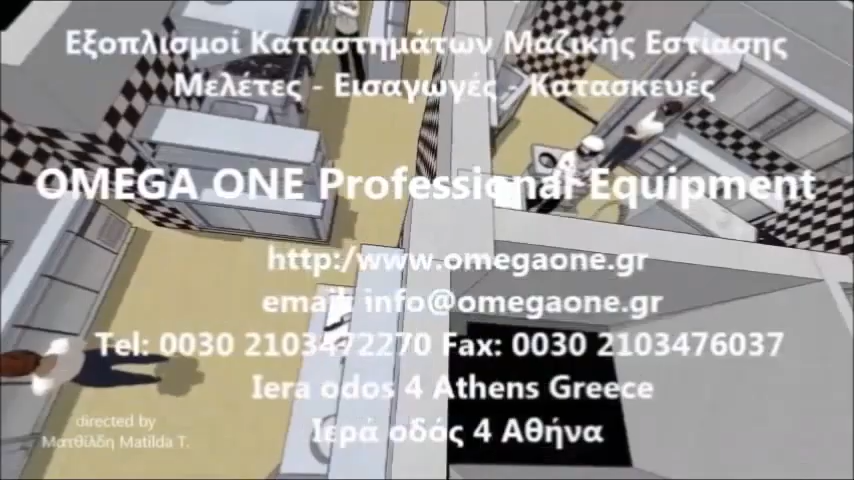 Εξοπλισμοί Καταστημάτων Μαζικής Εστίασης
Μελέτες - Εισαγωγές - Κατασκευές
OMEGA ONE Professional Equipment
http:/www.omegaone.gr
email: info@omegaone.gr
Tel: 0030 2103472270 Fax: 0030 2103476037
Iera odos 4 Athens Greece
Ιερά οδός 4 Αθήνα
directed by
Ματθίλδη Matilda T.